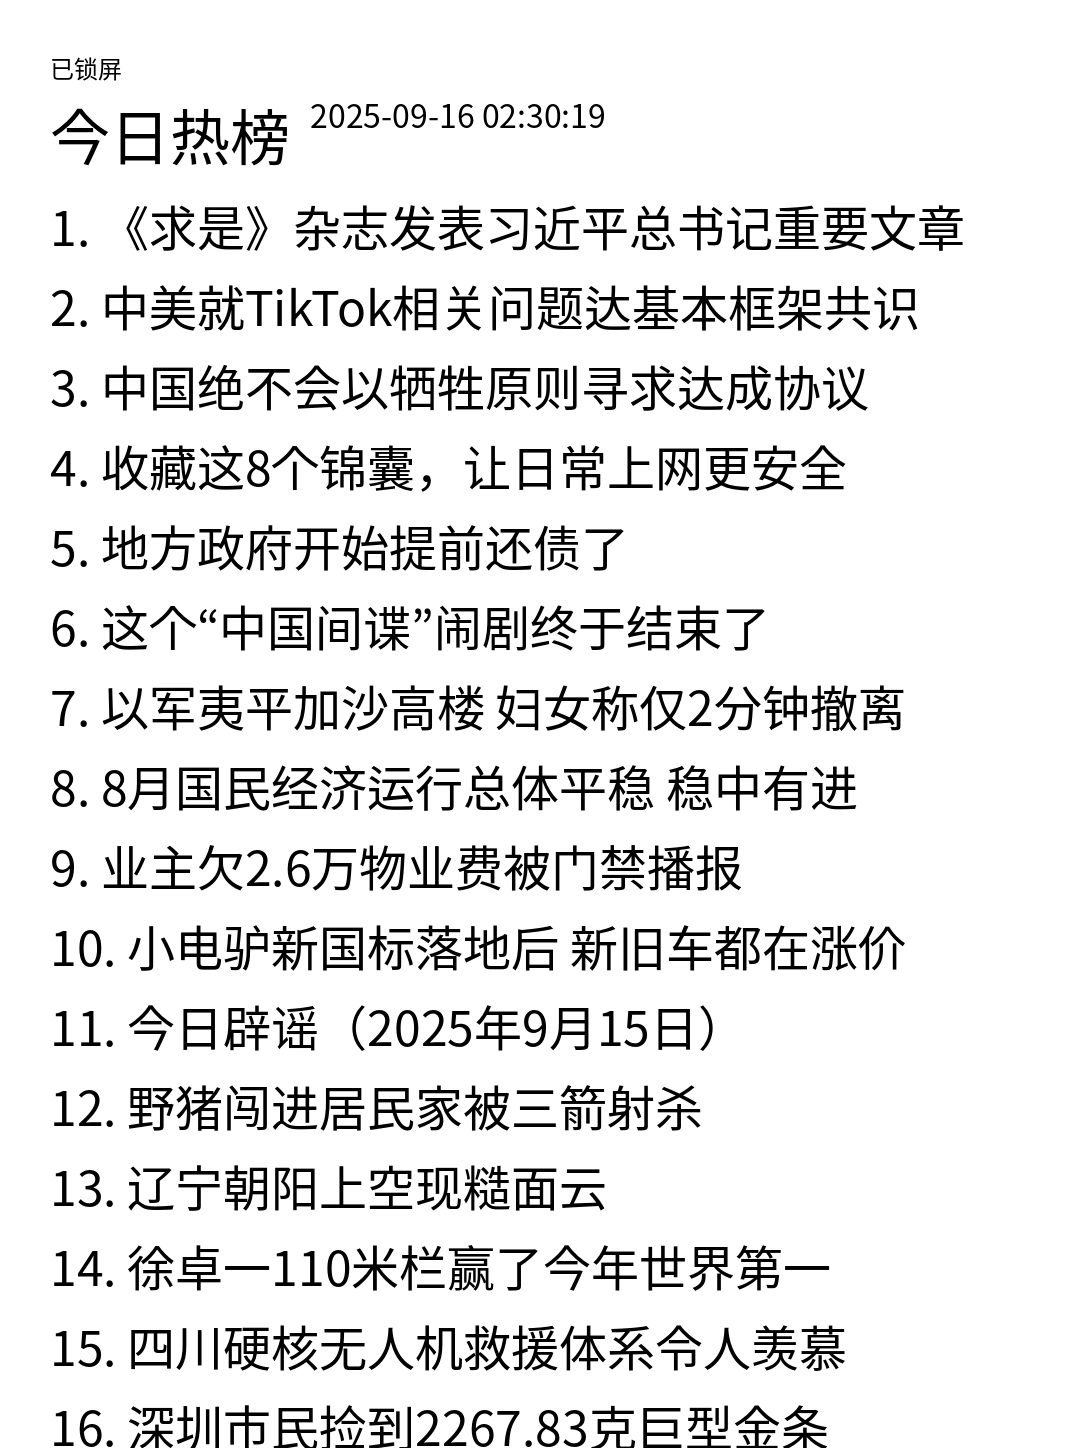 已锁屏
今日热榜 2025-09-16 02:30:19
1. 《求是》杂志发表习近平总书记重要文章
2. 中美就TikTok相关问题达基本框架共识
3. 中国绝不会以牺牲原则寻求达成协议
4. 收藏这8个锦囊，让日常上网更安全
5. 地方政府开始提前还债了
6. 这个“中国间谍”闹剧终于结束了
7. 以军夷平加沙高楼 妇女称仅2分钟撤离
8. 8月国民经济运行总体平稳 稳中有进
9. 业主欠2.6万物业费被门禁播报
10. 小电驴新国标落地后 新旧车都在涨价
11. 今日辟谣（2025年9月15日）
12. 野猪闯进居民家被三箭射杀
13. 辽宁朝阳上空现糙面云
14. 徐卓一110米栏赢了今年世界第一
15. 四川硬核无人机救援体系令人羡慕
16. 深圳市民捡到2267.83克巨型金条